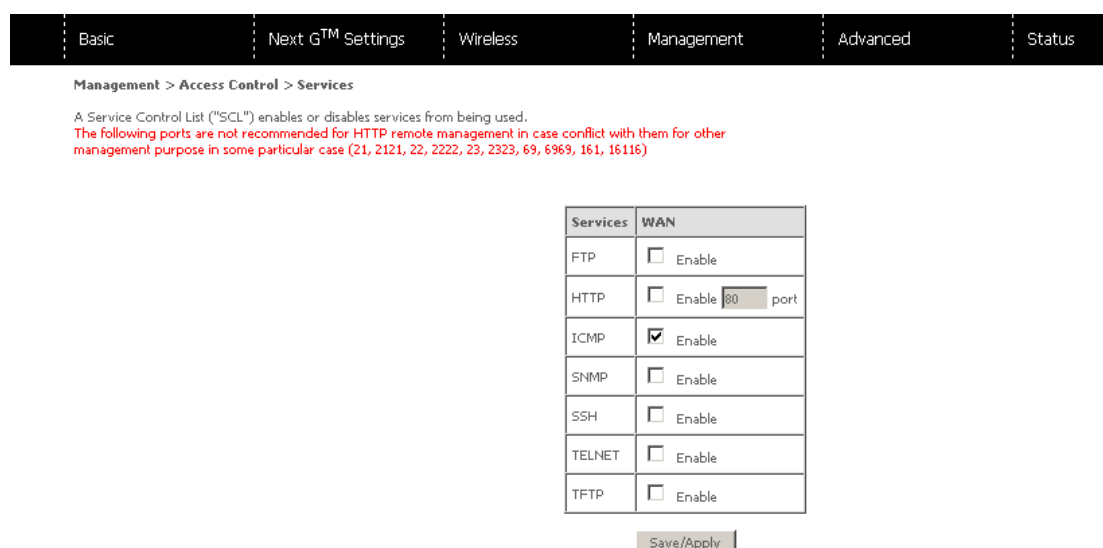 Basic Next G™ Settings Wireless Management Advanced Status
Management > Access Control > Services
A Service Control List ("SCL") enables or disables services from being used.
The following ports are not recommended for HTTP remote management in case conflict with them for other
management purpose in some particular case (21, 2121, 22, 2222, 23, 2323, 69, 6969, 161, 16116)
Services WAN
FTP Enable
HTTP Enable 80 port
ICMP Enable
SNMP Enable
SSH Enable
TELNET Enable
TFTP Enable
Save/Apply